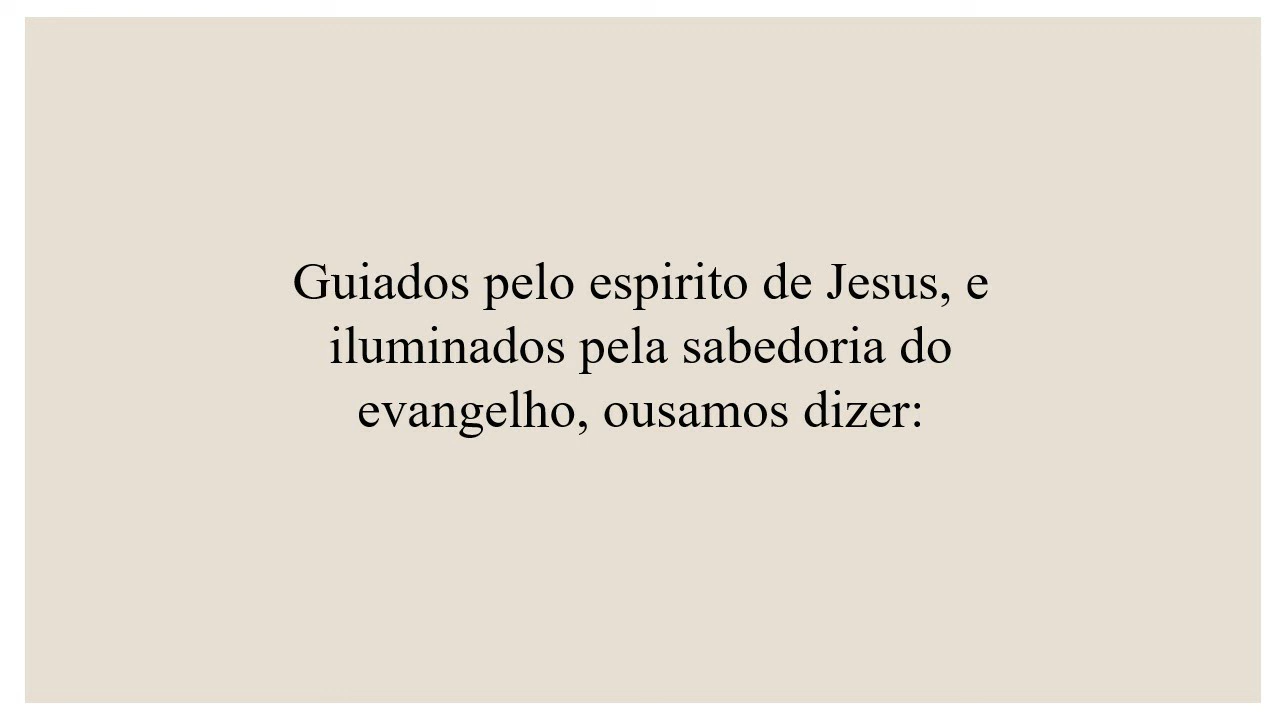 Guiados pelo espirito de Jesus, e
iluminados pela sabedoria do
evangelho, ousamos dizer: